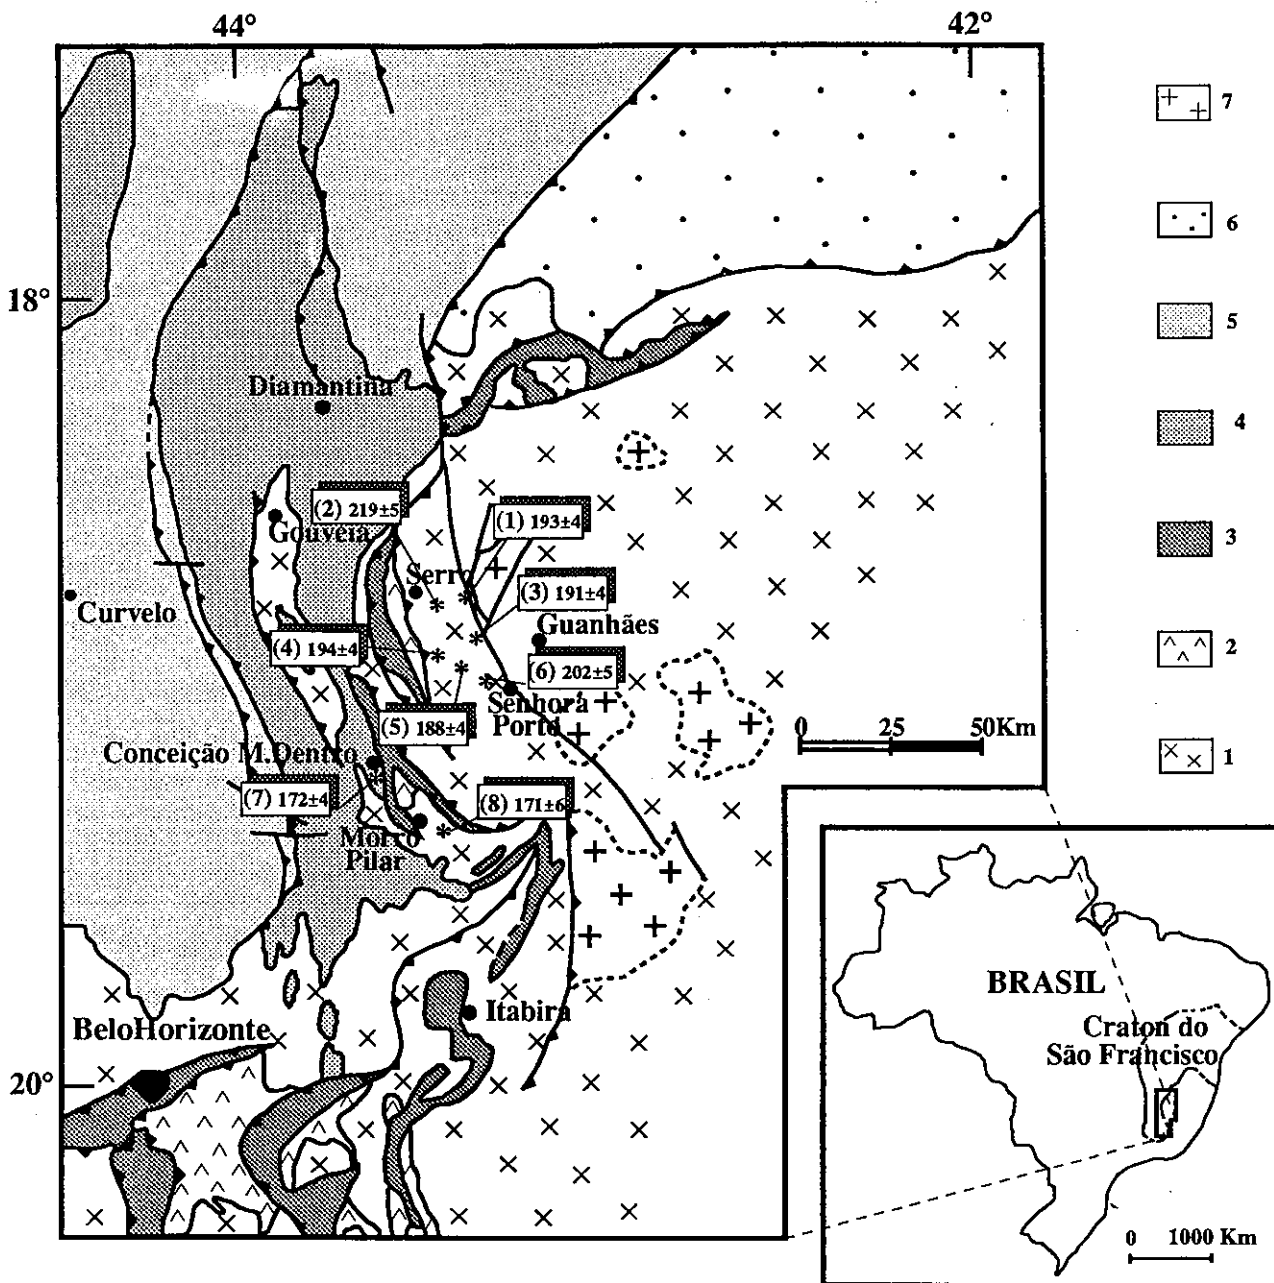 44°
42°
7
6
18°
5
Diamantina
4
(2) 219±5
(1) 193±4
Gouveia
3
Serro
(3) 191±4
Curvelo
Guanhães
(4) 194±4
2
(6) 202±5
Senhora
Porto
(5) 188±4
0 25 50Km
Conceição M.Dentro
1
(7) 172±4
(8) 171±6
Morro
Pilar
BRASIL
Itabira
BeloHorizonte
Craton do
São Francisco
20°
0 1000 Km